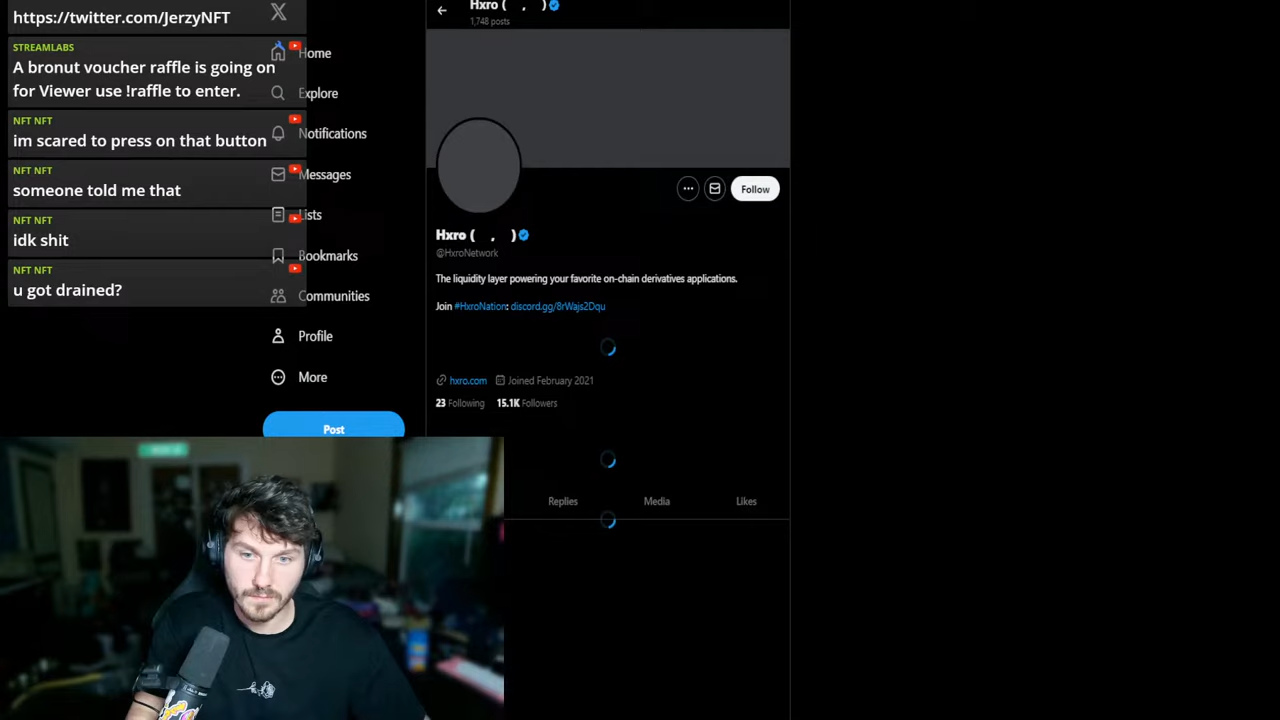 https://twitter.com/JerzyNFT
STREAMLABS
A bronut voucher raffle is going on
for Viewer use !raffle to enter.
NFT NFT
im scared to press on that button
NFT NFT
someone told me that
NFT NFT
idk shit
NFT NFT
u got drained?
Home
Explore
Notifications
Messages
Lists
Bookmarks
Communities
Profile
More
Post
Hxro ( , )
1,748 posts
Follow
Hxro ( , )
@HxroNetwork
The liquidity layer powering your favorite on-chain derivatives applications.
Join #HxroNation: discord.gg/8rWajs2Dqu
hxro.com Joined February 2021
23 Following 15.1K Followers
Replies Media Likes